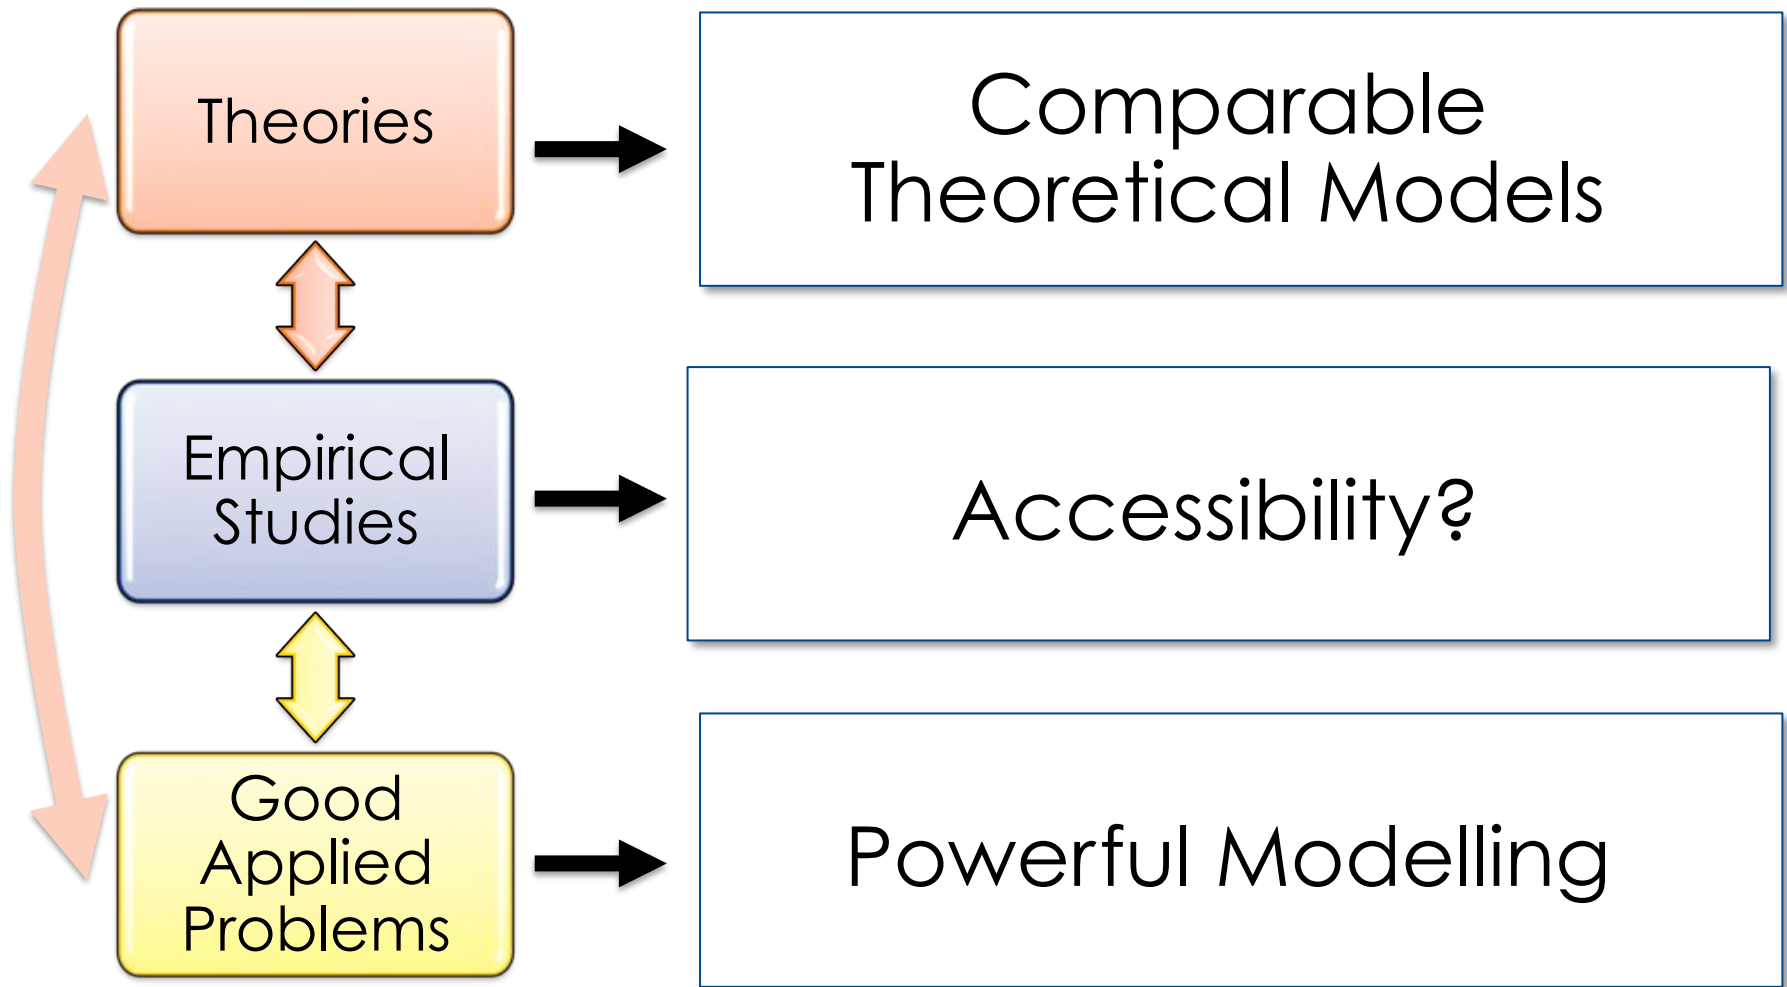 Theories
Comparable
Theoretical Models
Empirical
Studies
Accessibility?
Good
Applied
Problems
Powerful Modelling